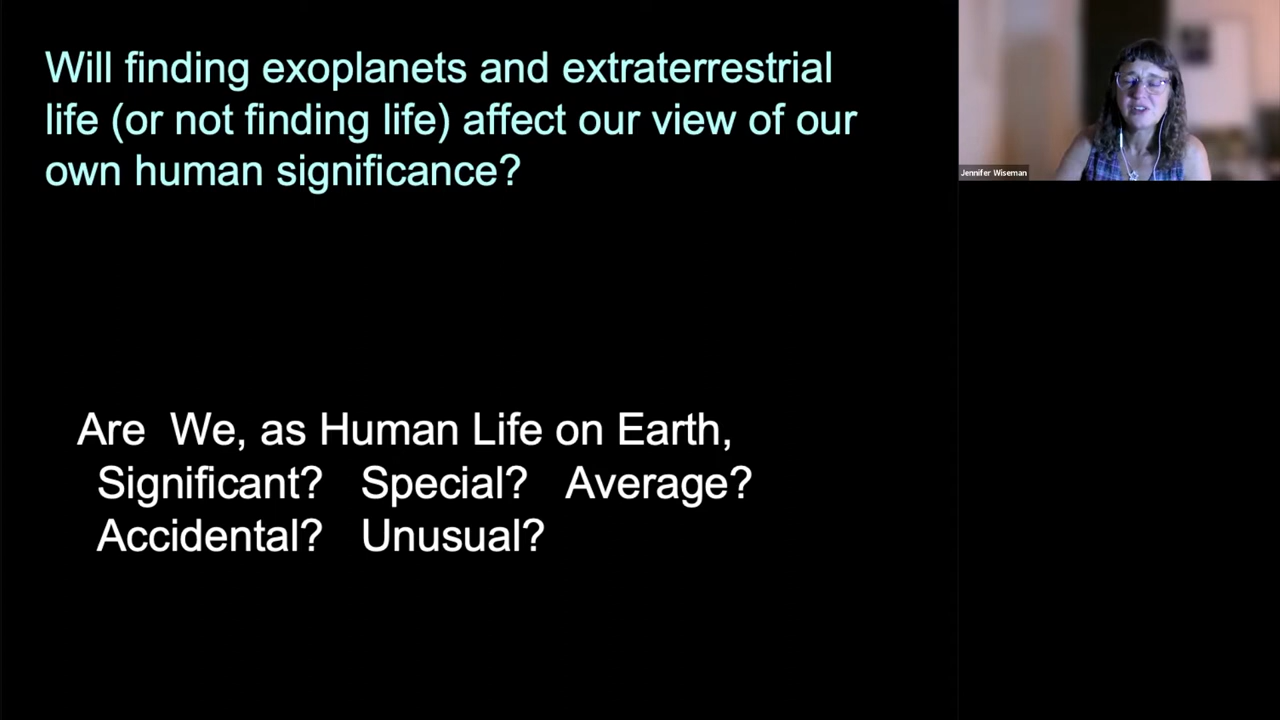 Will finding exoplanets and extraterrestrial
life (or not finding life) affect our view of our
own human significance?
Jennifer Wiseman
Are We, as Human Life on Earth,
Significant? Special? Average?
Accidental? Unusual?